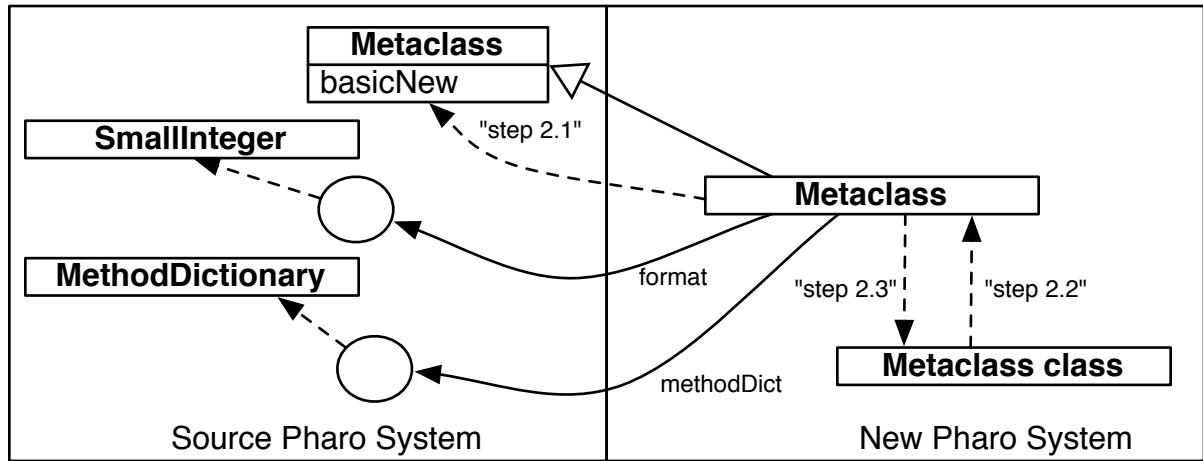 Metaclass
basicNew
"step 2.1"
SmallInteger
Metaclass
MethodDictionary
format
"step 2.3"
"step 2.2"
Metaclass class
methodDict
Source Pharo System
New Pharo System